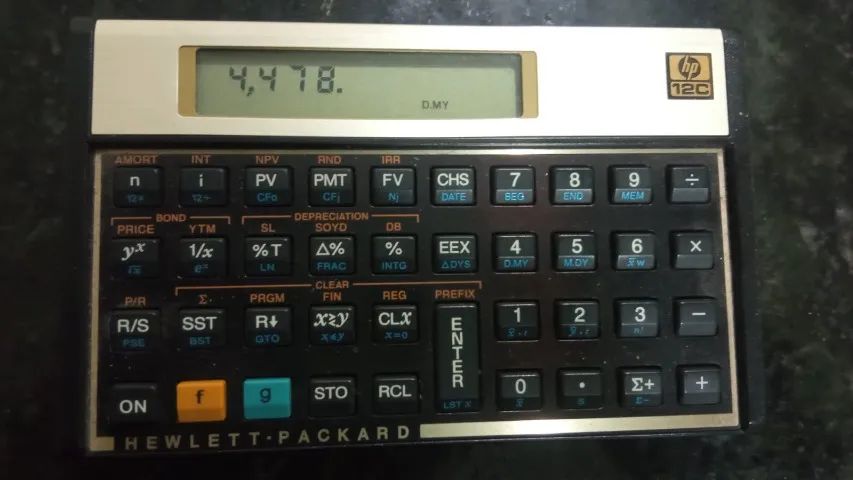 4,478.
D.MY
hp
12C
AMORT INT NPV RND IRR
n i PV PMT FV CHS 7 8 9 ÷
12× 12÷ CFo CFj Nj DATE BEG END MEM
BOND DEPRECIATION
PRICE YTM SL SOYD DB
yˣ 1/x %T Δ% % EEX 4 5 6 ×
√x eˣ LN FRAC INTG ΔDYS D.MY M.DY x̄w
CLEAR
P/R Σ PRGM FIN REG PREFIX
R/S SST R↓ x≷y CLx ENTER 1 2 3 −
PSE BST GTO x≤y x=0 x̂,r ŷ,r n!
ON f g STO RCL 0 • Σ+ +
LST x x̄ s Σ−
HEWLETT·PACKARD